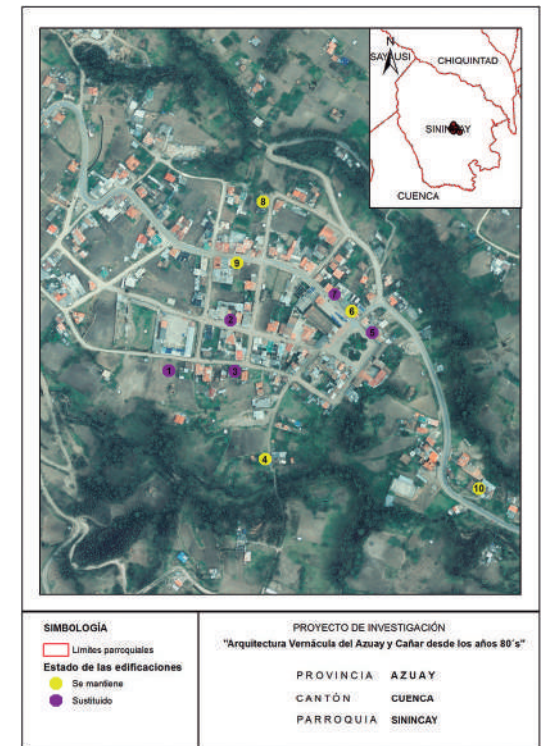 N
SAYAUSI
CHIQUINTAD
SININCAY
CUENCA
8
9
7
6
2
5
1
3
4
10
SIMBOLOGÍA
Límites parroquiales
Estado de las edificaciones
Se mantiene
Sustituido
PROYECTO DE INVESTIGACIÓN
"Arquitectura Vernácula del Azuay y Cañar desde los años 80´s"
PROVINCIA AZUAY
CANTÓN CUENCA
PARROQUIA SININCAY